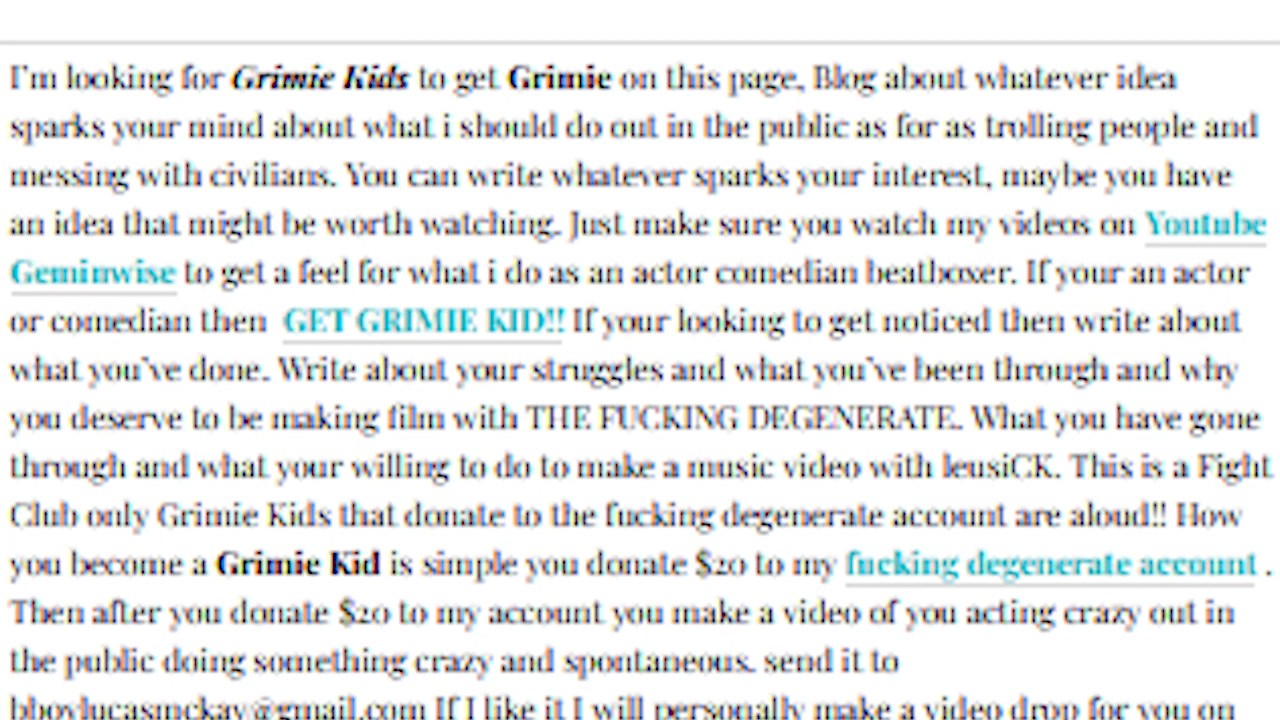 I'm looking for Grimie Kids to get Grimie on this page, Blog about whatever idea
sparks your mind about what i should do out in the public as for as trolling people and
messing with civilians. You can write whatever sparks your interest, maybe you have
an idea that might be worth watching. Just make sure you watch my videos on Youtube
Geminwise to get a feel for what i do as an actor comedian beatboxer. If your an actor
or comedian then GET GRIMIE KID!! If your looking to get noticed then write about
what you've done. Write about your struggles and what you've been through and why
you deserve to be making film with THE FUCKING DEGENERATE. What you have gone
through and what your willing to do to make a music video with leusiCK. This is a Fight
Club only Grimie Kids that donate to the fucking degenerate account are aloud!! How
you become a Grimie Kid is simple you donate $20 to my fucking degenerate account .
Then after you donate $20 to my account you make a video of you acting crazy out in
the public doing something crazy and spontaneous. send it to
bboylucasmckay@gmail.com If I like it I will personally make a video drop for you on